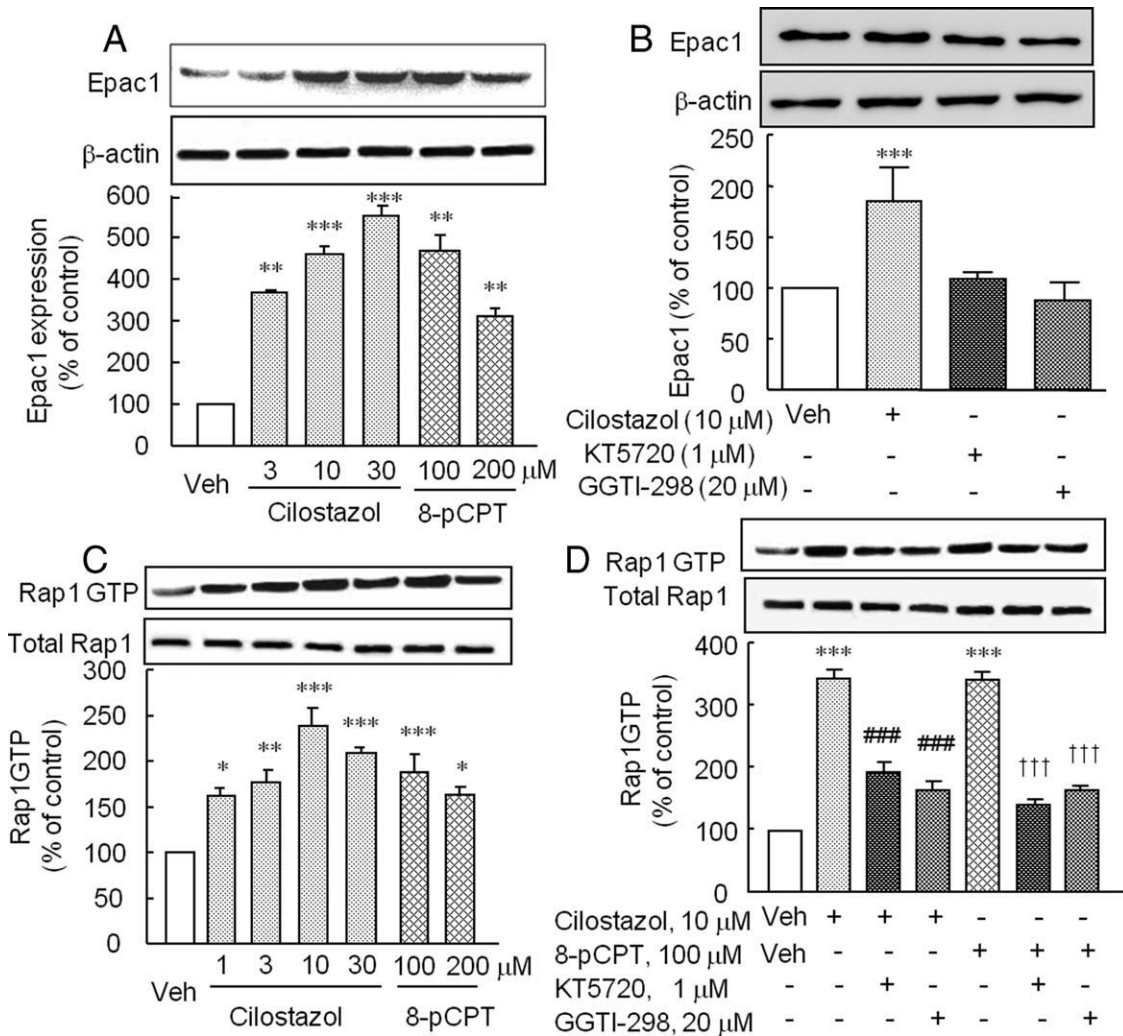 A
Epac1
β-actin
600
500
400
300
200
100
0
Epac1 expression
(% of control)
**
***
***
**
**
3 10 30 100 200 μM
Veh
Cilostazol 8-pCPT
B
Epac1
β-actin
250
200
150
100
50
0
Epac1 (% of control)
***
Cilostazol (10 μM) Veh + - -
KT5720 (1 μM) - - + -
GGTI-298 (20 μM) - - - +
C
Rap1 GTP
Total Rap1
300
250
200
150
100
50
0
Rap1GTP
(% of control)
*
**
***
***
***
*
1 3 10 30 100 200 μM
Veh
Cilostazol 8-pCPT
D
Rap1 GTP
Total Rap1
400
300
200
100
0
Rap1GTP
(% of control)
***
###
###
***
†††
†††
Cilostazol, 10 μM Veh + + + - - -
8-pCPT, 100 μM Veh - - - + + +
KT5720, 1 μM - - + - - + -
GGTI-298, 20 μM - - - + - - +